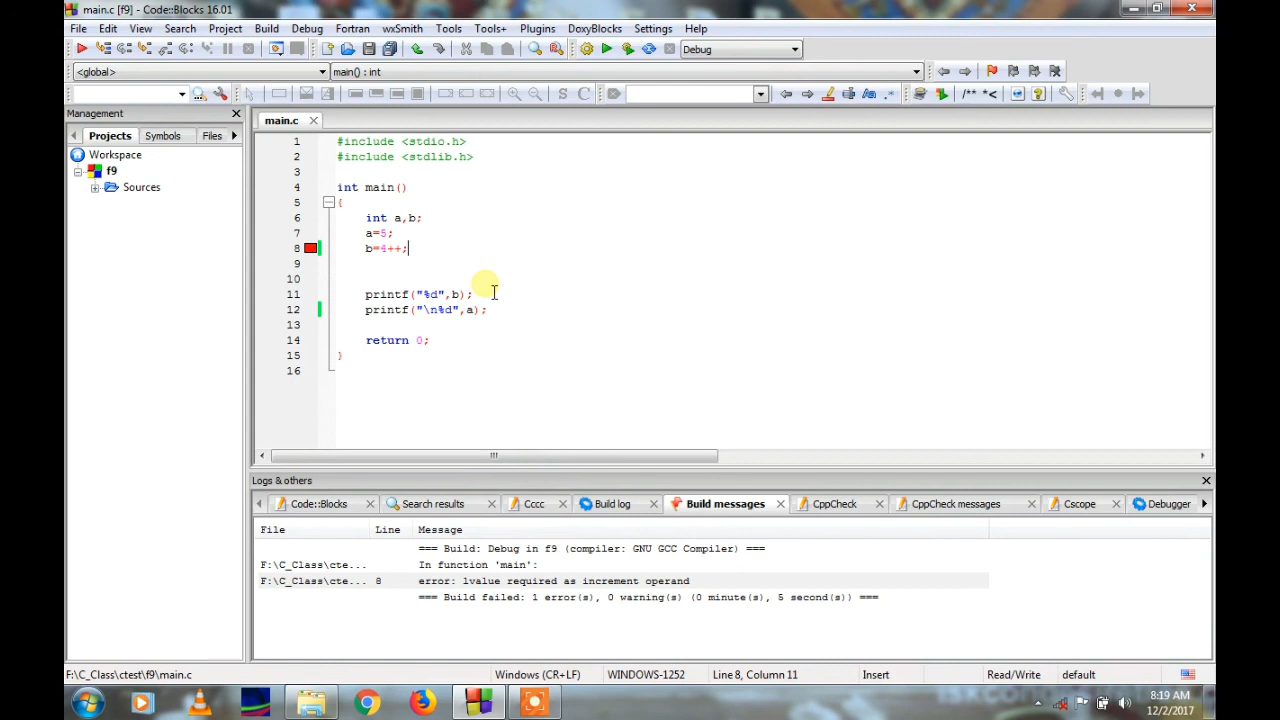 main.c [f9] - Code::Blocks 16.01
File Edit View Search Project Build Debug Fortran wxSmith Tools Tools+ Plugins DoxyBlocks Settings Help
Debug
<global> main() : int
S C /** *<
Management
main.c
Projects Symbols Files
Workspace
f9
Sources
1 #include <stdio.h>
2 #include <stdlib.h>
3
4 int main()
5 {
6 int a,b;
7 a=5;
8 b=4++;
9
10
11 printf("%d",b);
12 printf("\n%d",a);
13
14 return 0;
15 }
16
Logs & others
Code::Blocks Search results Cccc Build log Build messages CppCheck CppCheck messages Cscope Debugger
File Line Message
=== Build: Debug in f9 (compiler: GNU GCC Compiler) ===
F:\C_Class\cte... In function 'main':
F:\C_Class\cte... 8 error: lvalue required as increment operand
=== Build failed: 1 error(s), 0 warning(s) (0 minute(s), 5 second(s)) ===
F:\C_Class\ctest\f9\main.c Windows (CR+LF) WINDOWS-1252 Line 8, Column 11 Insert Read/Write default
8:19 AM
12/2/2017